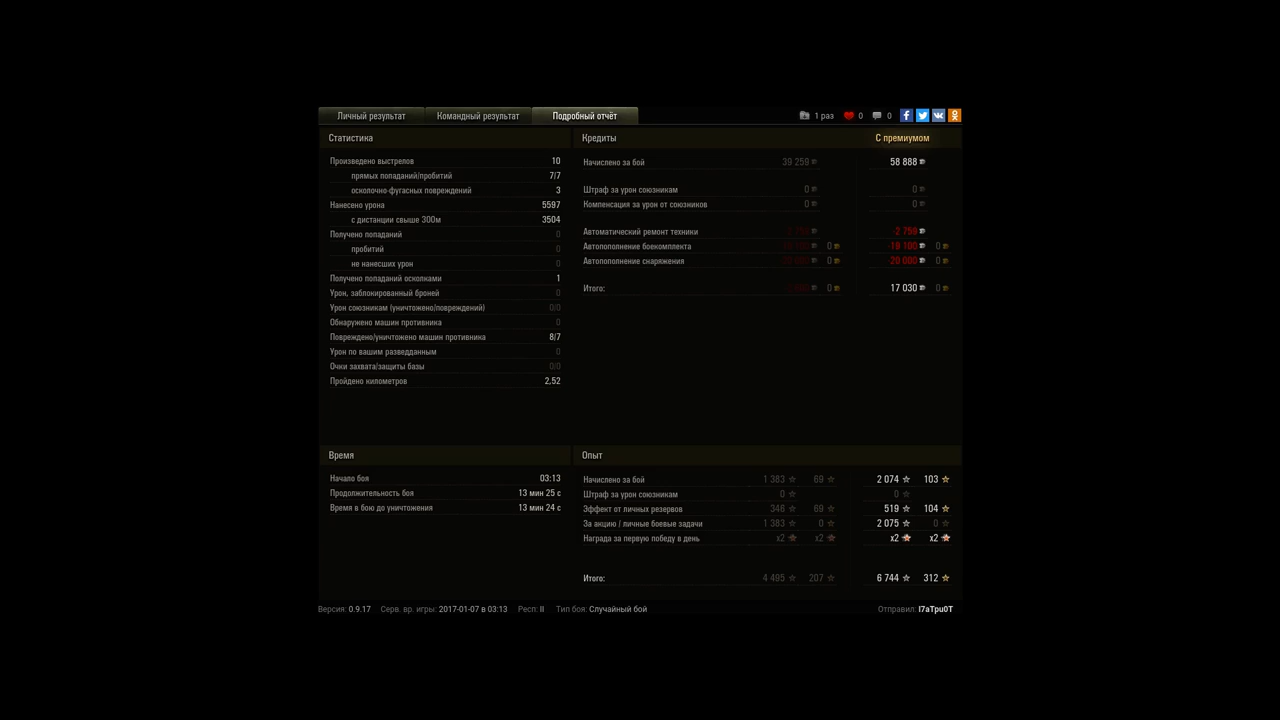 Личный результат Командный результат Подробный отчёт 1 раз 0 0
Статистика
Произведено выстрелов 10
прямых попаданий/пробитий 7/7
осколочно-фугасных повреждений 3
Нанесено урона 5597
с дистанции свыше 300м 3504
Получено попаданий 0
пробитий 0
не нанесших урон 0
Получено попаданий осколками 1
Урон, заблокированный броней 0
Урон союзникам (уничтожено/повреждений) 0/0
Обнаружено машин противника 0
Повреждено/уничтожено машин противника 8/7
Урон по вашим разведданным 0
Очки захвата/защиты базы 0/0
Пройдено километров 2,52
Кредиты С премиумом
Начислено за бой 39 259 58 888
Штраф за урон союзникам 0 0
Компенсация за урон от союзников 0 0
Автоматический ремонт техники -2 759
Автопополнение боекомплекта 0 -19 100 0
Автопополнение снаряжения 0 -20 000 0
Итого: 0 17 030 0
Время
Начало боя 03:13
Продолжительность боя 13 мин 25 с
Время в бою до уничтожения 13 мин 24 с
Опыт
Начислено за бой 1 383 69 2 074 103
Штраф за урон союзникам 0 0
Эффект от личных резервов 346 69 519 104
За акцию / личные боевые задачи 1 383 0 2 075 0
Награда за первую победу в день x2 x2 x2 x2
Итого: 4 495 207 6 744 312
Версия: 0.9.17 Серв. вр. игры: 2017-01-07 в 03:13 Респ: II Тип боя: Случайный бой Отправил: I7aTpu0T